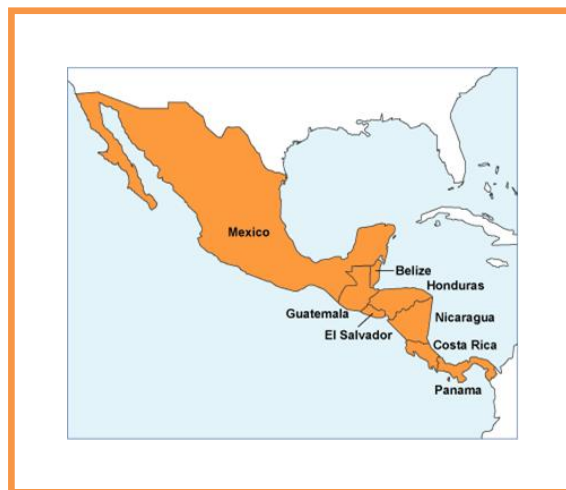 Mexico
Belize
Honduras
Guatemala
Nicaragua
El Salvador
Costa Rica
Panama